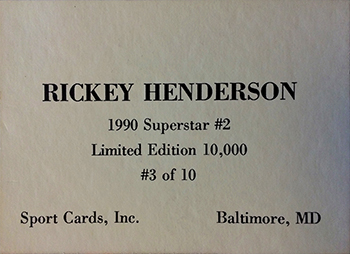 RICKEY HENDERSON
1990 Superstar #2
Limited Edition 10,000
#3 of 10
Sport Cards, Inc. Baltimore, MD